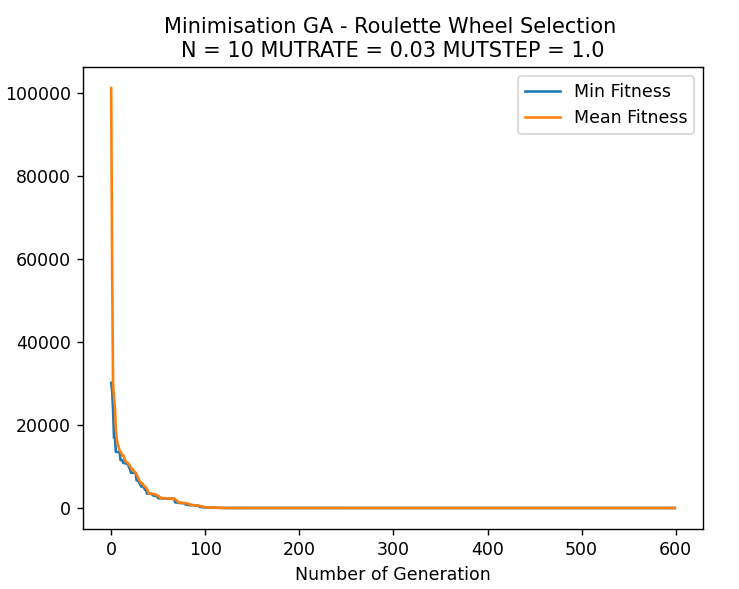 Minimisation GA - Roulette Wheel Selection
N = 10 MUTRATE = 0.03 MUTSTEP = 1.0
Min Fitness
Mean Fitness
100000
80000
60000
40000
20000
0
0 100 200 300 400 500 600
Number of Generation